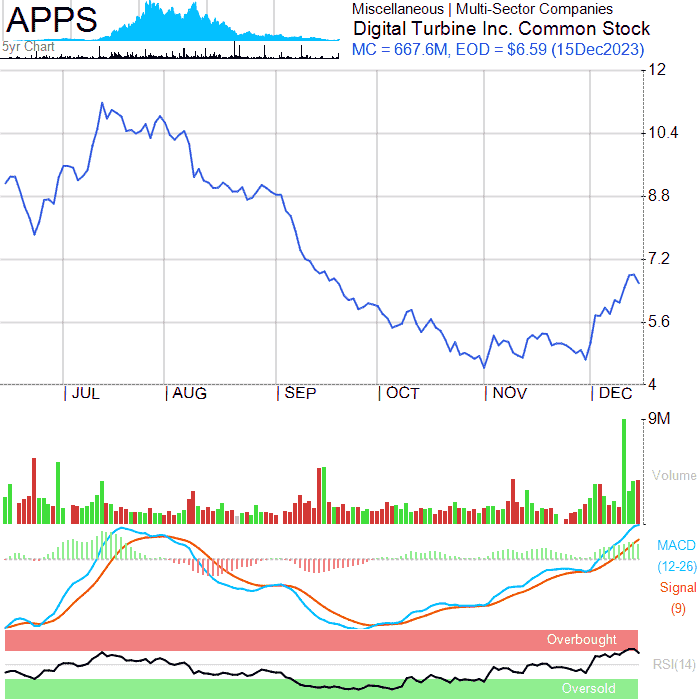 APPS
5yr Chart
Miscellaneous | Multi-Sector Companies
Digital Turbine Inc. Common Stock
MC = 667.6M, EOD = $6.59 (15Dec2023)
12
10.4
8.8
7.2
5.6
4
| JUL | AUG | SEP | OCT | NOV | DEC
9M
Volume
MACD
(12-26)
Signal
(9)
Overbought
RSI(14)
Oversold